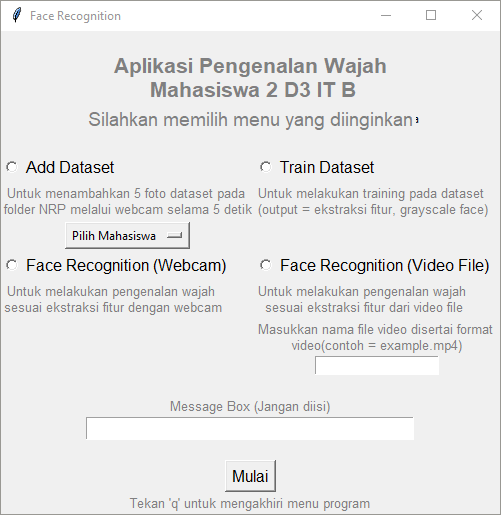 Face Recognition
Aplikasi Pengenalan Wajah
Mahasiswa 2 D3 IT B
Silahkan memilih menu yang diinginkan
Add Dataset
Untuk menambahkan 5 foto dataset pada
folder NRP melalui webcam selama 5 detik
Pilih Mahasiswa
Train Dataset
Untuk melakukan training pada dataset
(output = ekstraksi fitur, grayscale face)
Face Recognition (Webcam)
Untuk melakukan pengenalan wajah
sesuai ekstraksi fitur dengan webcam
Face Recognition (Video File)
Untuk melakukan pengenalan wajah
sesuai ekstraksi fitur dari video file
Masukkan nama file video disertai format
video(contoh = example.mp4)
Message Box (Jangan diisi)
Mulai
Tekan 'q' untuk mengakhiri menu program